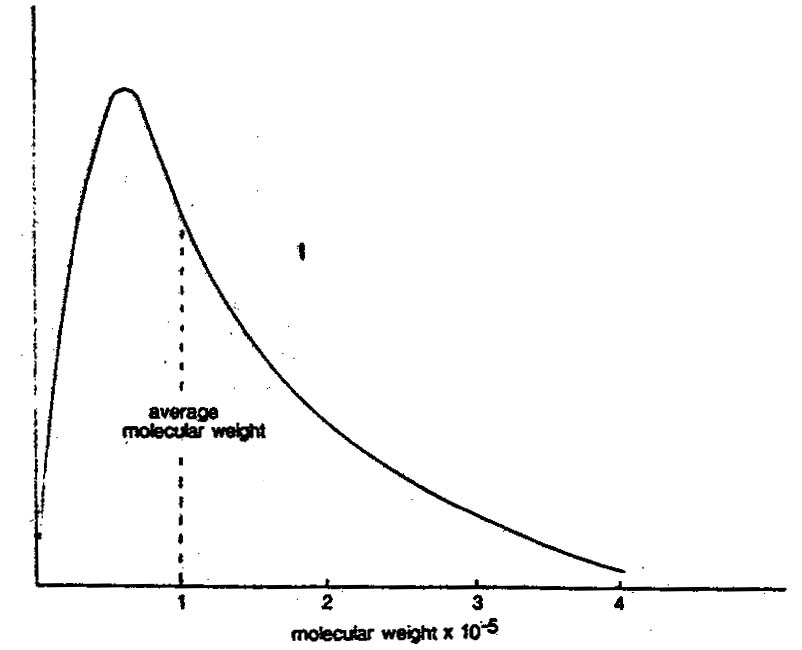 average
molecular weight
1 2 3 4
molecular weight x 10⁻⁵